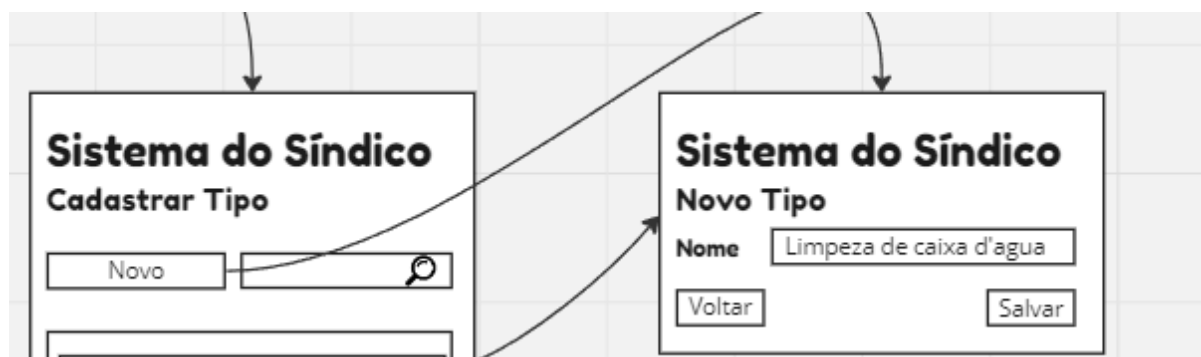 Sistema do Síndico
Cadastrar Tipo
Novo
Sistema do Síndico
Novo Tipo
Nome Limpeza de caixa d'agua
Voltar Salvar